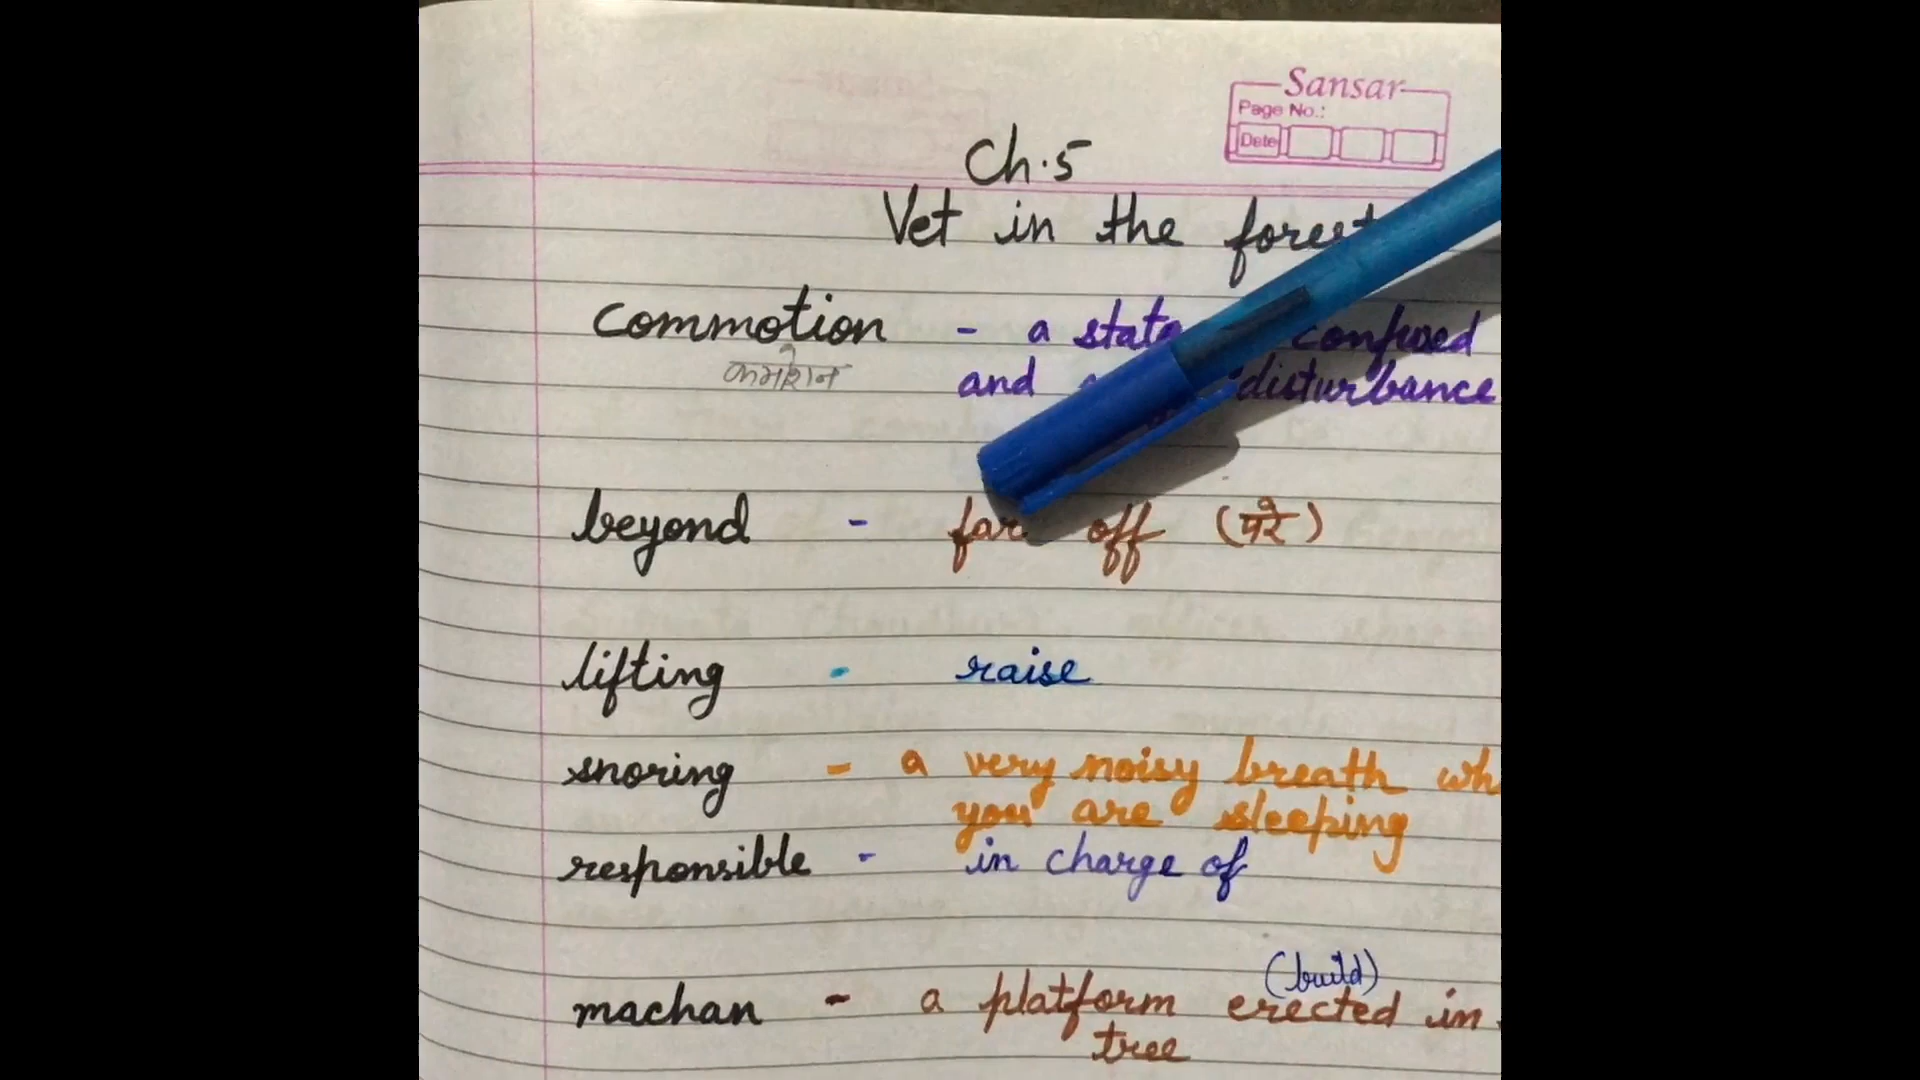 Sansar
Page No.:
Date
Ch.5
Vet in the forest
commotion - a state confused
कमोशन and disturbance
beyond - far off (परे)
lifting - raise
snoring - a very noisy breath
you are sleeping
responsible - in charge of
(build)
machan - a platform erected in
tree